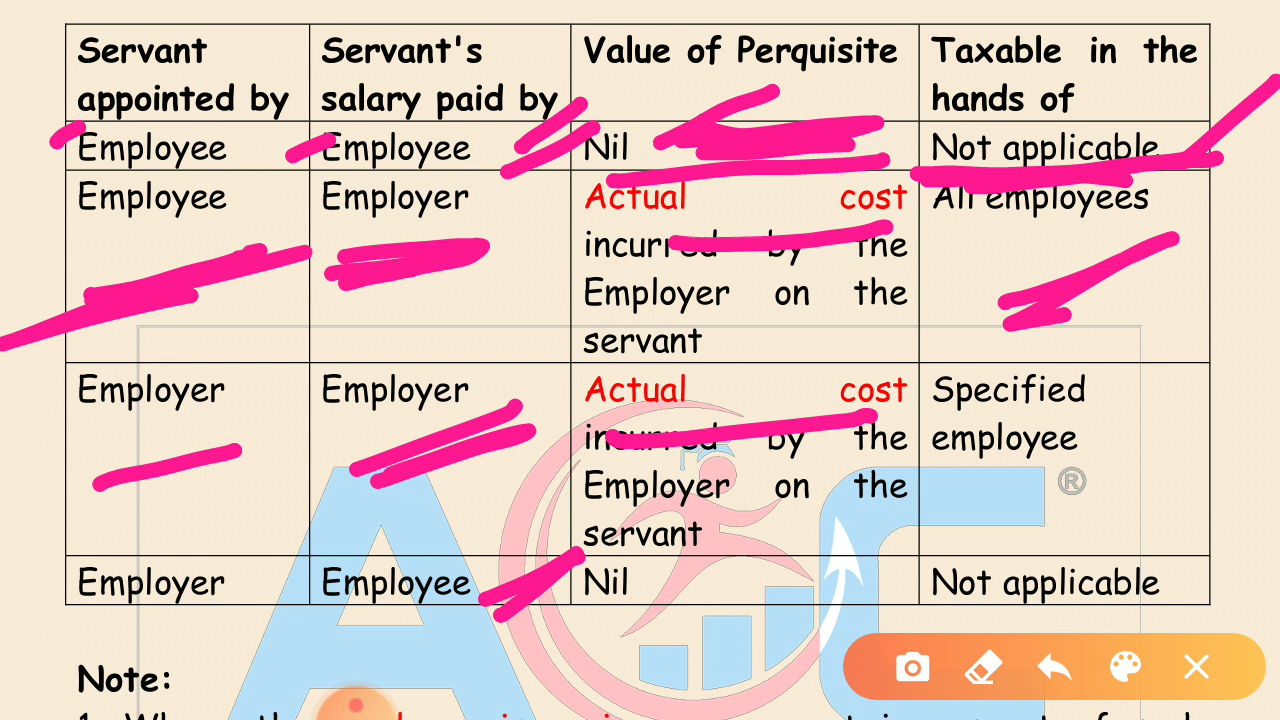 Servant appointed by
Servant's salary paid by
Value of Perquisite
Taxable in the hands of
Employee
Employee
Nil
Not applicable
Employee
Employer
Actual cost
incurred by the
Employer on the
servant
All employees
Employer
Employer
Actual cost
incurred by the
Employer on the
servant
Specified
employee
Employer
Employee
Nil
Not applicable
®
Note: